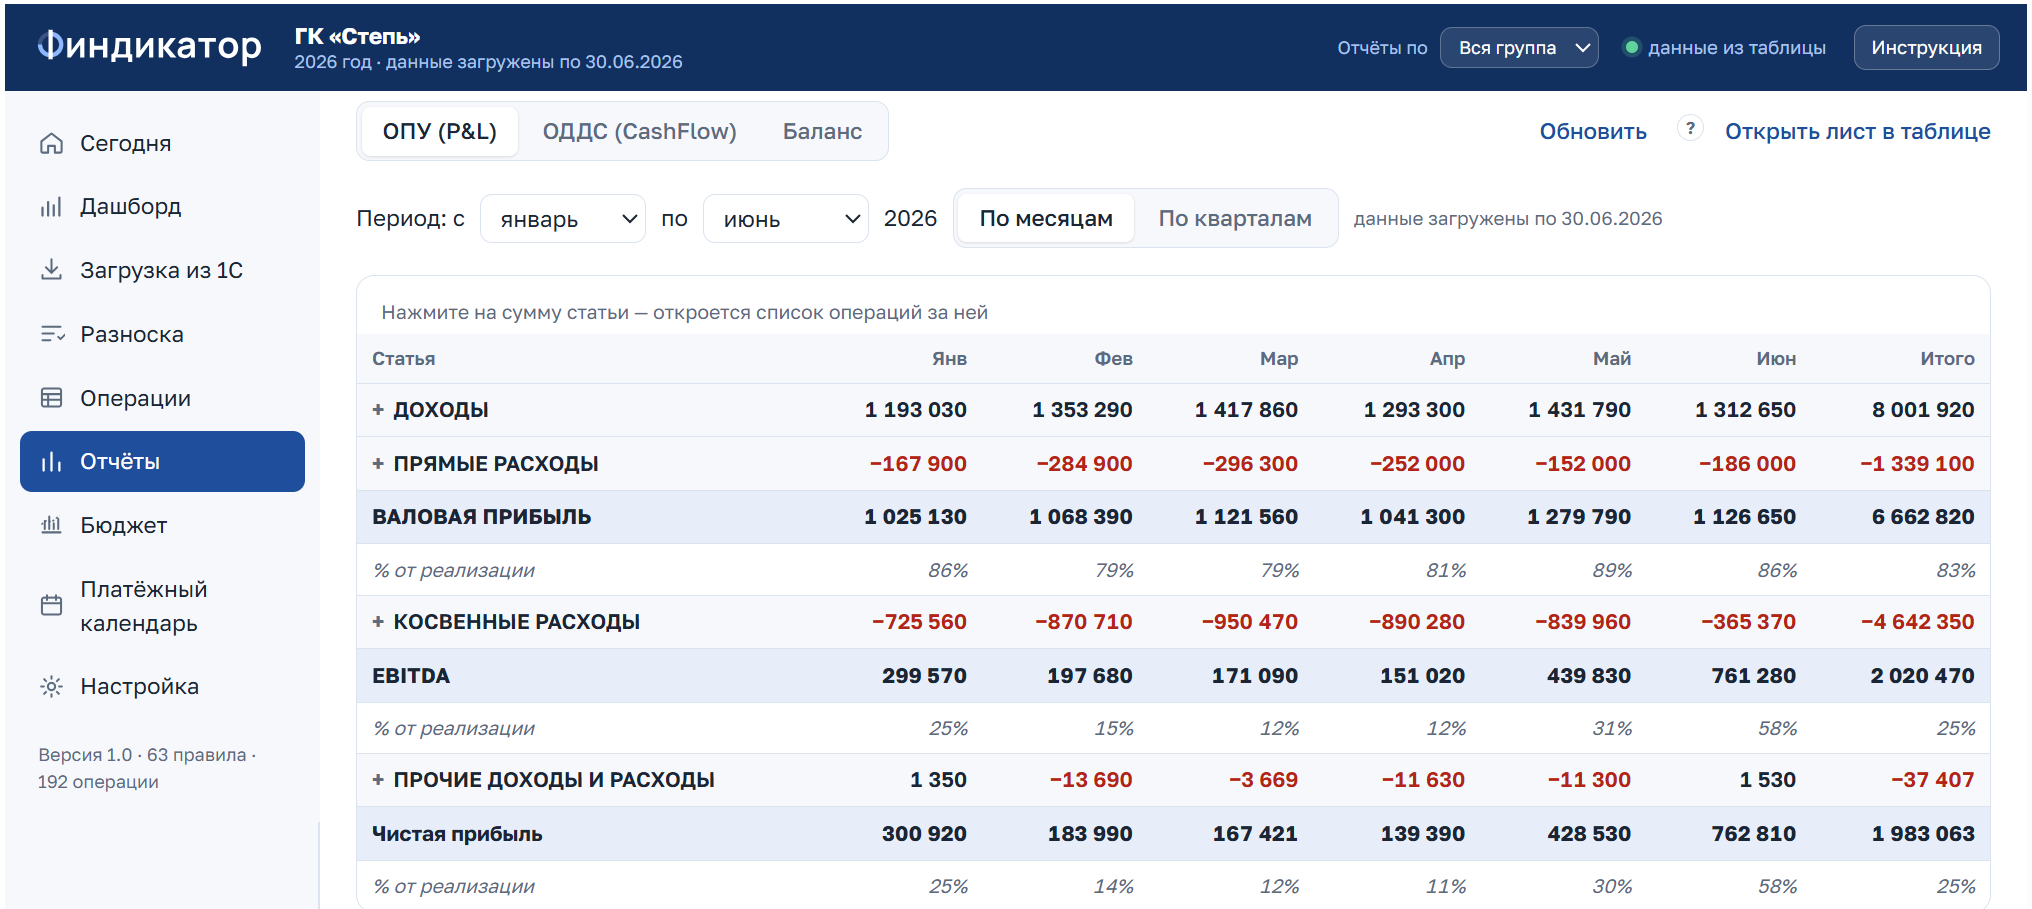 Финдикатор
ГК «Степь»
2026 год · данные загружены по 30.06.2026
Отчёты по Вся группа данные из таблицы Инструкция
Сегодня
Дашборд
Загрузка из 1С
Разноска
Операции
Отчёты
Бюджет
Платёжный
календарь
Настройка
Версия 1.0 · 63 правила ·
192 операции
ОПУ (P&L) ОДДС (CashFlow) Баланс
Обновить ? Открыть лист в таблице
Период: с январь по июнь 2026 По месяцам По кварталам данные загружены по 30.06.2026
Нажмите на сумму статьи — откроется список операций за ней
Статья Янв Фев Мар Апр Май Июн Итого
+ ДОХОДЫ 1 193 030 1 353 290 1 417 860 1 293 300 1 431 790 1 312 650 8 001 920
+ ПРЯМЫЕ РАСХОДЫ −167 900 −284 900 −296 300 −252 000 −152 000 −186 000 −1 339 100
ВАЛОВАЯ ПРИБЫЛЬ 1 025 130 1 068 390 1 121 560 1 041 300 1 279 790 1 126 650 6 662 820
% от реализации 86% 79% 79% 81% 89% 86% 83%
+ КОСВЕННЫЕ РАСХОДЫ −725 560 −870 710 −950 470 −890 280 −839 960 −365 370 −4 642 350
EBITDA 299 570 197 680 171 090 151 020 439 830 761 280 2 020 470
% от реализации 25% 15% 12% 12% 31% 58% 25%
+ ПРОЧИЕ ДОХОДЫ И РАСХОДЫ 1 350 −13 690 −3 669 −11 630 −11 300 1 530 −37 407
Чистая прибыль 300 920 183 990 167 421 139 390 428 530 762 810 1 983 063
% от реализации 25% 14% 12% 11% 30% 58% 25%